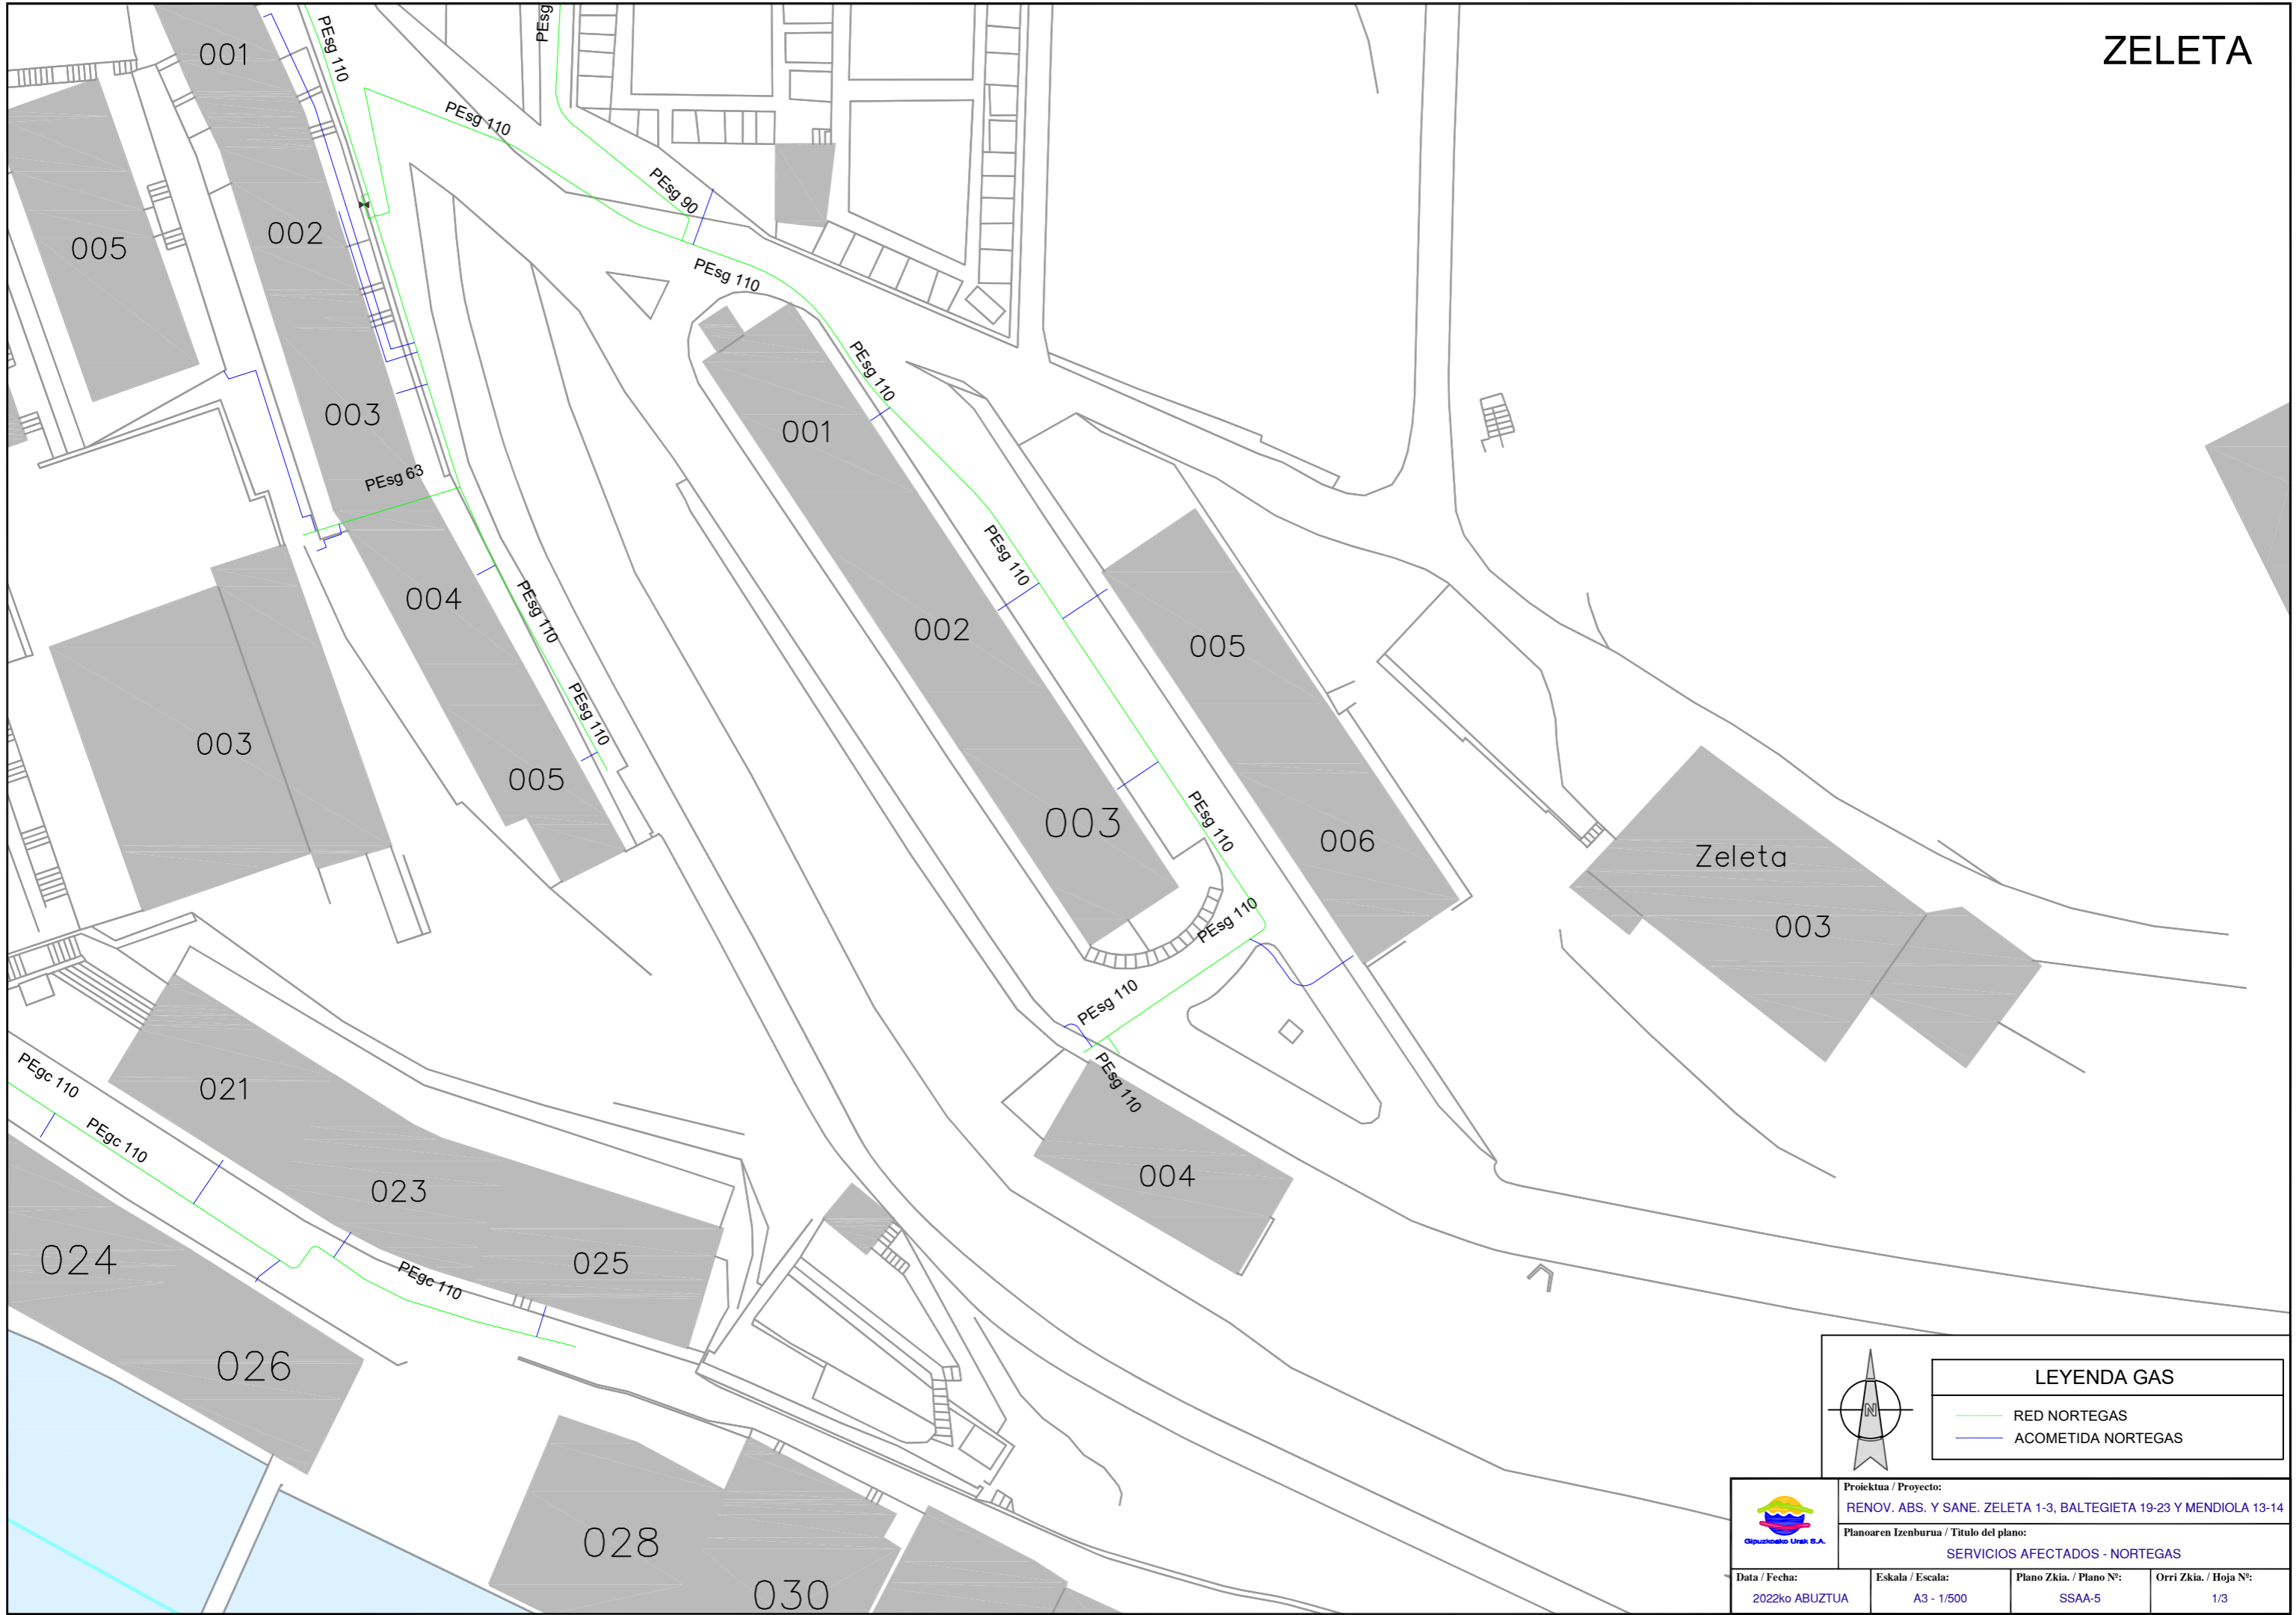 ZELETA
001
PEsg 110
PEsg
PEsg 110
PEsg 90
002
005
PEsg 110
PEsg 110
003
001
PEsg 63
PEsg 110
004
PEsg 110
002
005
PEsg 110
003
005
003
PEsg 110
006
Zeleta
003
PEsg 110
PEsg 110
PEsg 110
004
PEgc 110
021
PEgc 110
023
024
025
PEgc 110
026
028
030
N
LEYENDA GAS
RED NORTEGAS
ACOMETIDA NORTEGAS
Gipuzkoako Urak S.A.
Proiektua / Proyecto:
RENOV. ABS. Y SANE. ZELETA 1-3, BALTEGIETA 19-23 Y MENDIOLA 13-14
Planoaren Izenburua / Titulo del plano:
SERVICIOS AFECTADOS - NORTEGAS
Data / Fecha:
2022ko ABUZTUA
Eskala / Escala:
A3 - 1/500
Plano Zkia. / Plano Nº:
SSAA-5
Orri Zkia. / Hoja Nº:
1/3